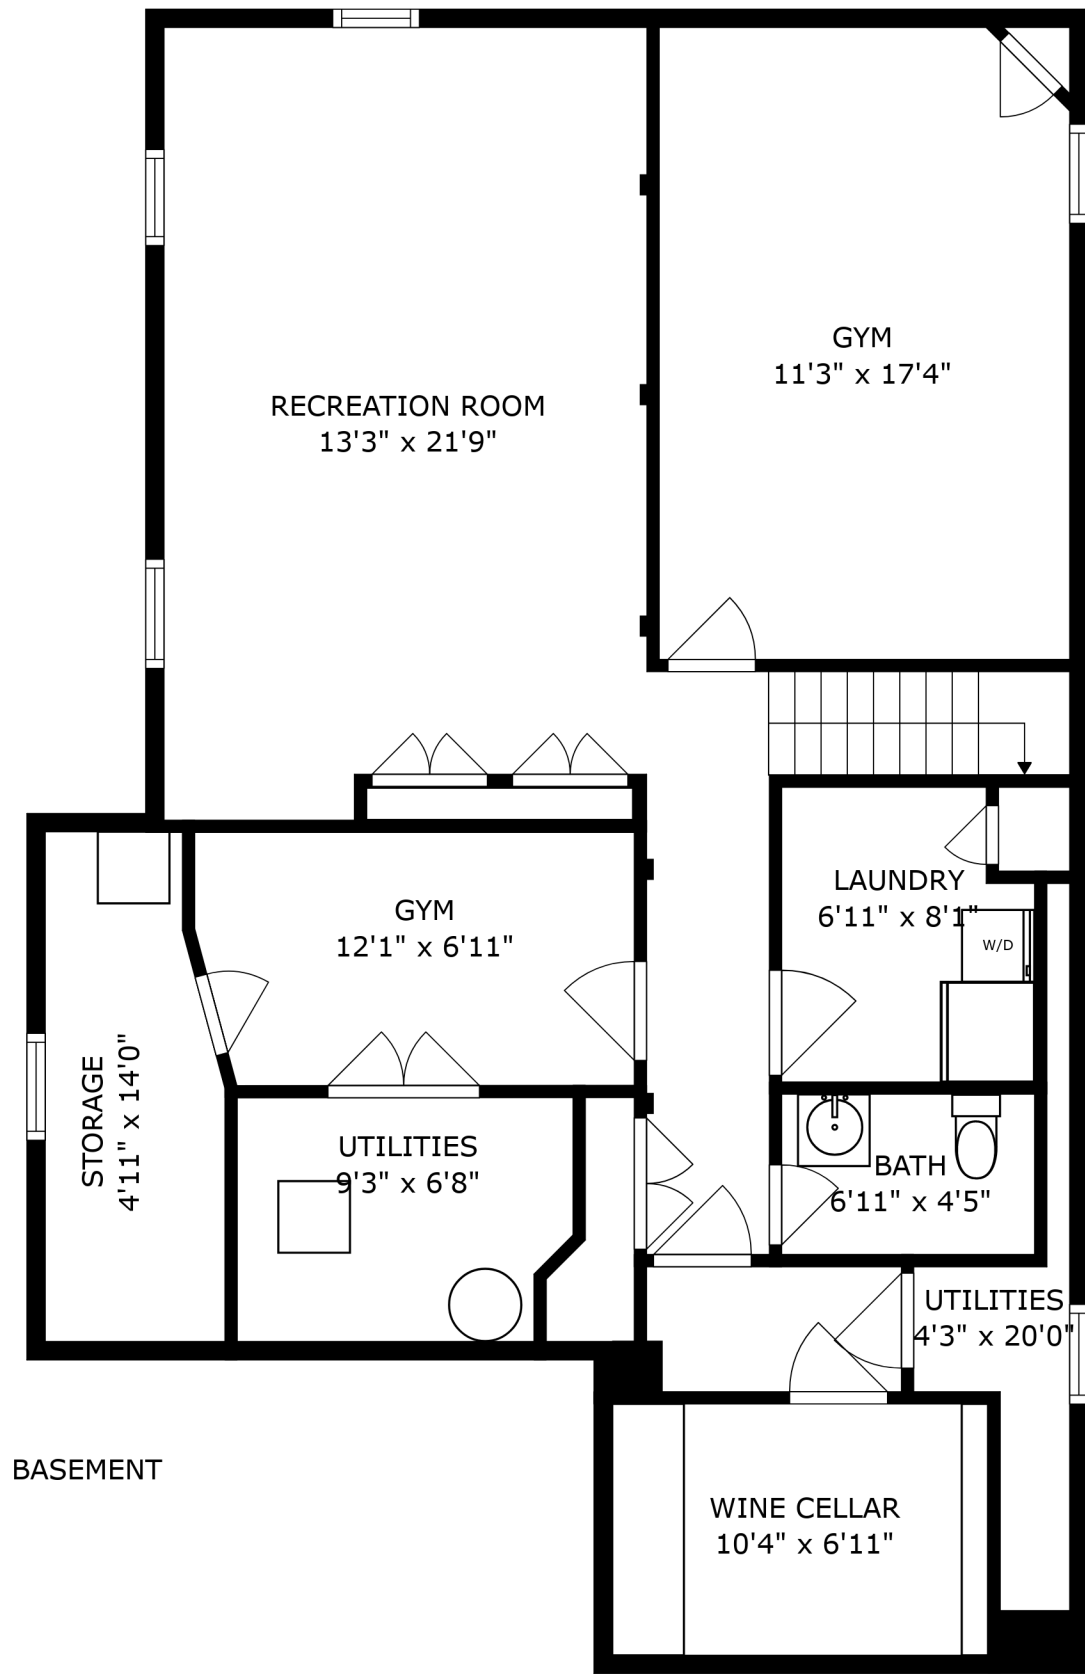 GYM
11'3" x 17'4"
RECREATION ROOM
13'3" x 21'9"
LAUNDRY
6'11" x 8'1"
W/D
GYM
12'1" x 6'11"
STORAGE
4'11" x 14'0"
UTILITIES
9'3" x 6'8"
BATH
6'11" x 4'5"
UTILITIES
4'3" x 20'0"
BASEMENT
WINE CELLAR
10'4" x 6'11"